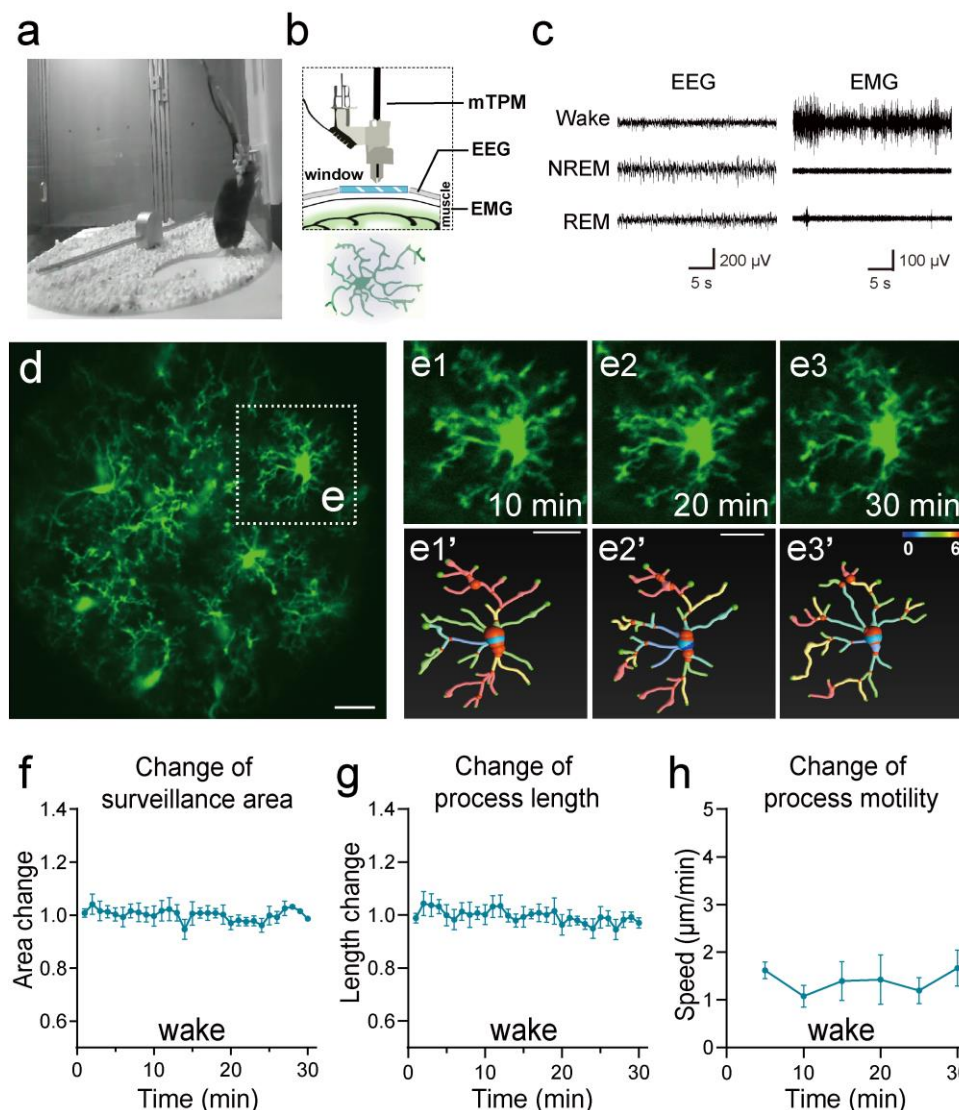 a
b
mTPM
EEG
window
EMG
muscle
c
EEG
EMG
Wake
NREM
REM
200 µV
5 s
100 µV
5 s
d
e
e1
10 min
e2
20 min
e3
30 min
e1’
e2’
e3’
0
6
f
Change of
surveillance area
1.4
1.2
1.0
0.8
0.6
Area change
wake
0
10
20
30
Time (min)
g
Change of
process length
1.4
1.2
1.0
0.8
0.6
Length change
wake
0
10
20
30
Time (min)
h
Change of
process motility
5
4
3
2
1
0
Speed (µm/min)
wake
0
10
20
30
Time (min)